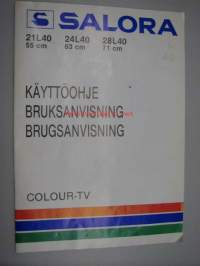 SALORA
21L40 24L40 28L40
55 cm 63 cm 71 cm
KÄYTTÖOHJE
BRUKSANVISNING
BRUGSANVISNING
COLOUR-TV